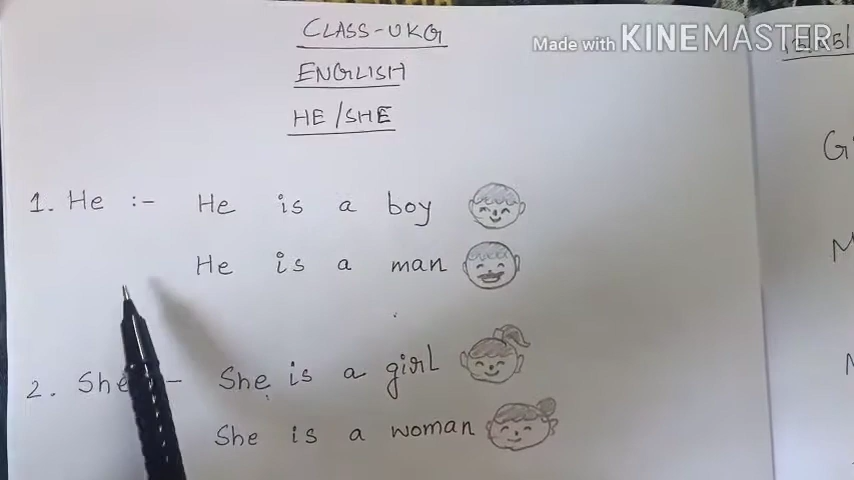 CLASS-UKG
Made with KINEMASTER
ENGLISH
HE/SHE
1. He :- He is a boy
He is a man
2. She :- She is a girl
She is a woman